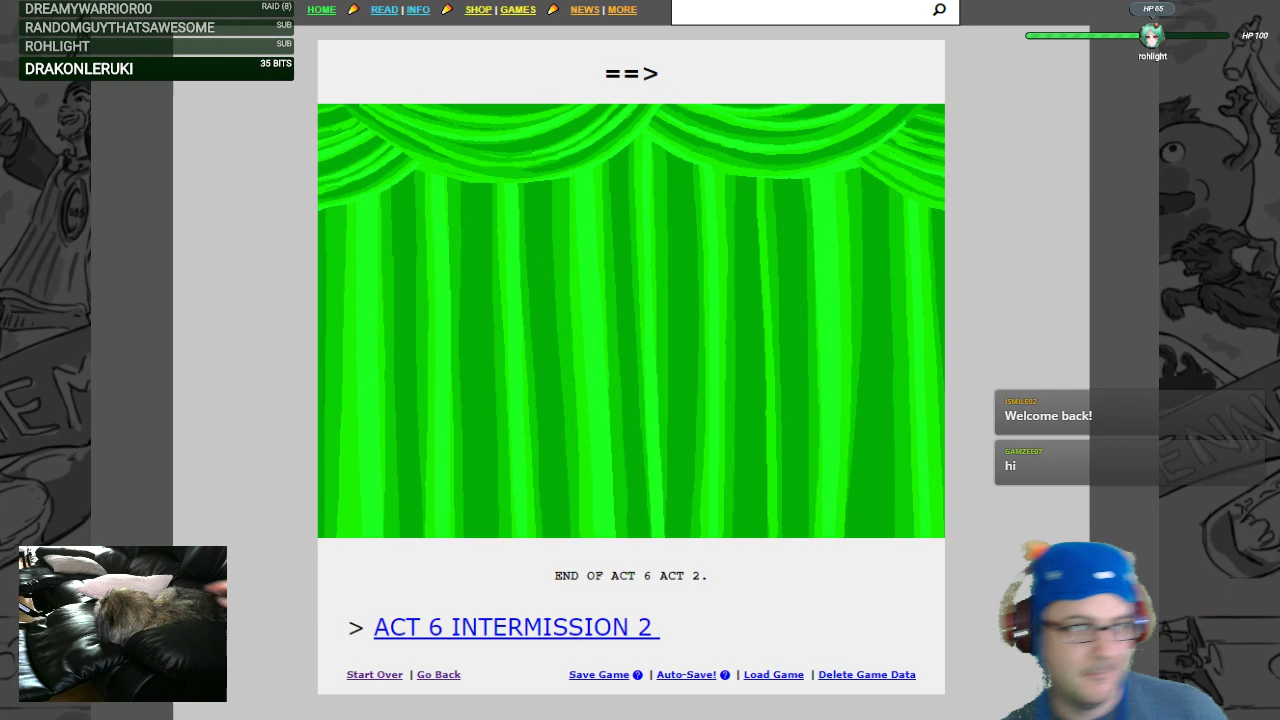 DREAMYWARRIOR00 RAID (8)
RANDOMGUYTHATSAWESOME SUB
ROHLIGHT SUB
DRAKONLERUKI 35 BITS
HOME READ | INFO SHOP | GAMES NEWS | MORE
HP 65
HP 100
rohlight
==>
ISMILE02
Welcome back!
GAMZEE07
hi
END OF ACT 6 ACT 2.
> ACT 6 INTERMISSION 2
Start Over | Go Back Save Game ? | Auto-Save! ? | Load Game | Delete Game Data